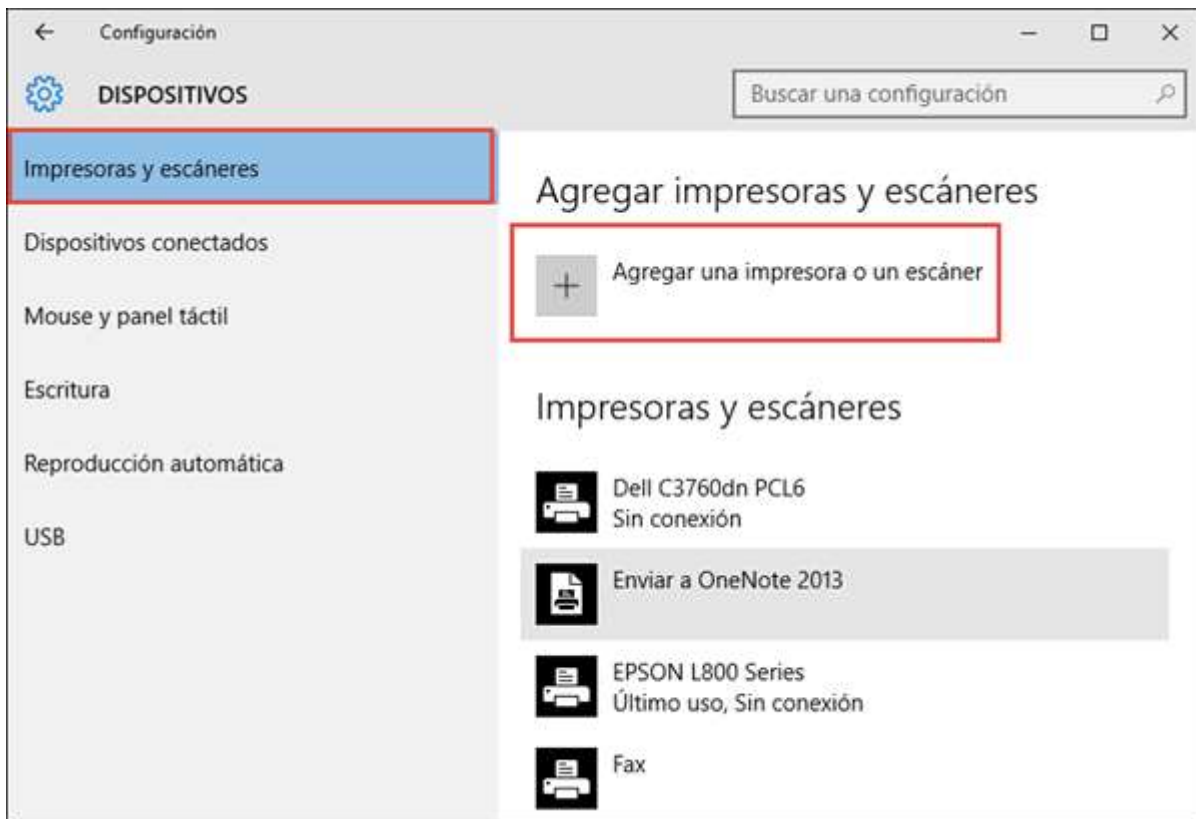 Configuración
DISPOSITIVOS
Buscar una configuración
Impresoras y escáneres
Dispositivos conectados
Mouse y panel táctil
Escritura
Reproducción automática
USB
Agregar impresoras y escáneres
Agregar una impresora o un escáner
Impresoras y escáneres
Dell C3760dn PCL6
Sin conexión
Enviar a OneNote 2013
EPSON L800 Series
Último uso, Sin conexión
Fax